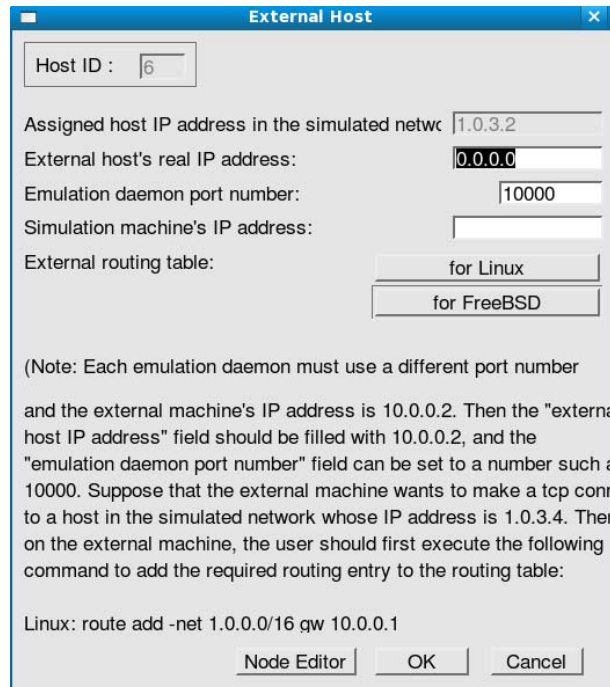 External Host
Host ID : 6
Assigned host IP address in the simulated netwo 1.0.3.2
External host's real IP address: 0.0.0.0
Emulation daemon port number: 10000
Simulation machine's IP address:
External routing table: for Linux
for FreeBSD
(Note: Each emulation daemon must use a different port number
and the external machine's IP address is 10.0.0.2. Then the "externa
host IP address" field should be filled with 10.0.0.2, and the
"emulation daemon port number" field can be set to a number such a
10000. Suppose that the external machine wants to make a tcp conn
to a host in the simulated network whose IP address is 1.0.3.4. Then
on the external machine, the user should first execute the following
command to add the required routing entry to the routing table:
Linux: route add -net 1.0.0.0/16 gw 10.0.0.1
Node Editor OK Cancel